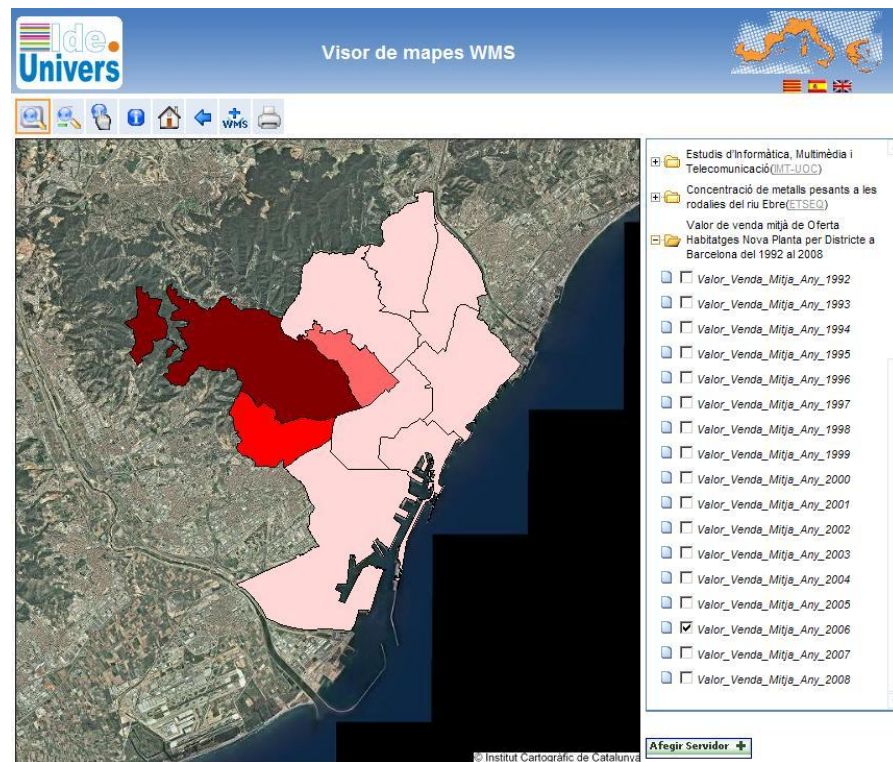 Ide
Univers
Visor de mapes WMS
WMS
Estudis d'Informàtica, Multimèdia i
Telecomunicació(IMT-UOC)
Concentració de metalls pesants a les
rodalies del riu Ebre(ETSEQ)
Valor de venda mitjà de Oferta
Habitatges Nova Planta per Districte a
Barcelona del 1992 al 2008
Valor_Venda_Mitja_Any_1992
Valor_Venda_Mitja_Any_1993
Valor_Venda_Mitja_Any_1994
Valor_Venda_Mitja_Any_1995
Valor_Venda_Mitja_Any_1996
Valor_Venda_Mitja_Any_1997
Valor_Venda_Mitja_Any_1998
Valor_Venda_Mitja_Any_1999
Valor_Venda_Mitja_Any_2000
Valor_Venda_Mitja_Any_2001
Valor_Venda_Mitja_Any_2002
Valor_Venda_Mitja_Any_2003
Valor_Venda_Mitja_Any_2004
Valor_Venda_Mitja_Any_2005
Valor_Venda_Mitja_Any_2006
Valor_Venda_Mitja_Any_2007
Valor_Venda_Mitja_Any_2008
© Institut Cartogràfic de Catalunya
Afegir Servidor